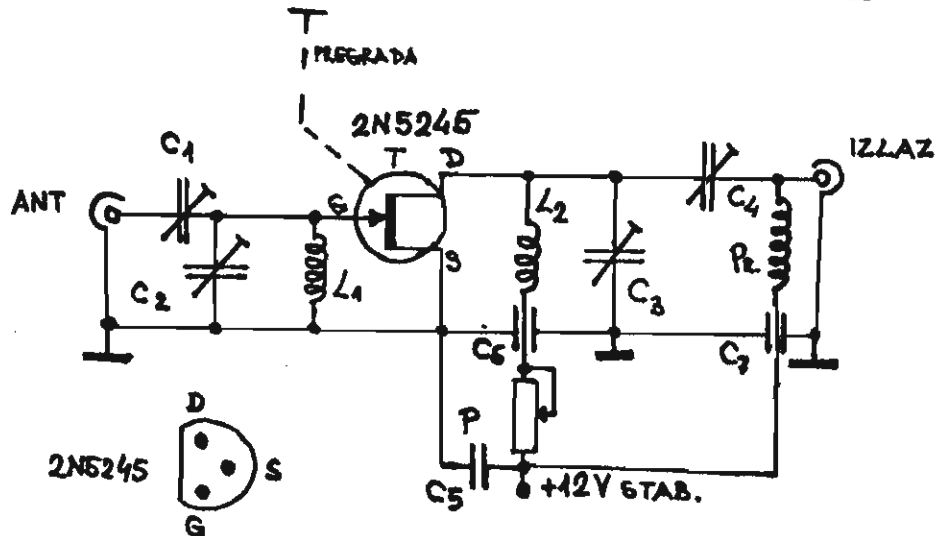 T
PREGRADA
2N5245
C1
T D
IZLAZ
ANT
G
C4
L2
S
PR.
C2
L1
C3
C6
C7
D
P
2N5245
S
C5
+12V STAB.
G